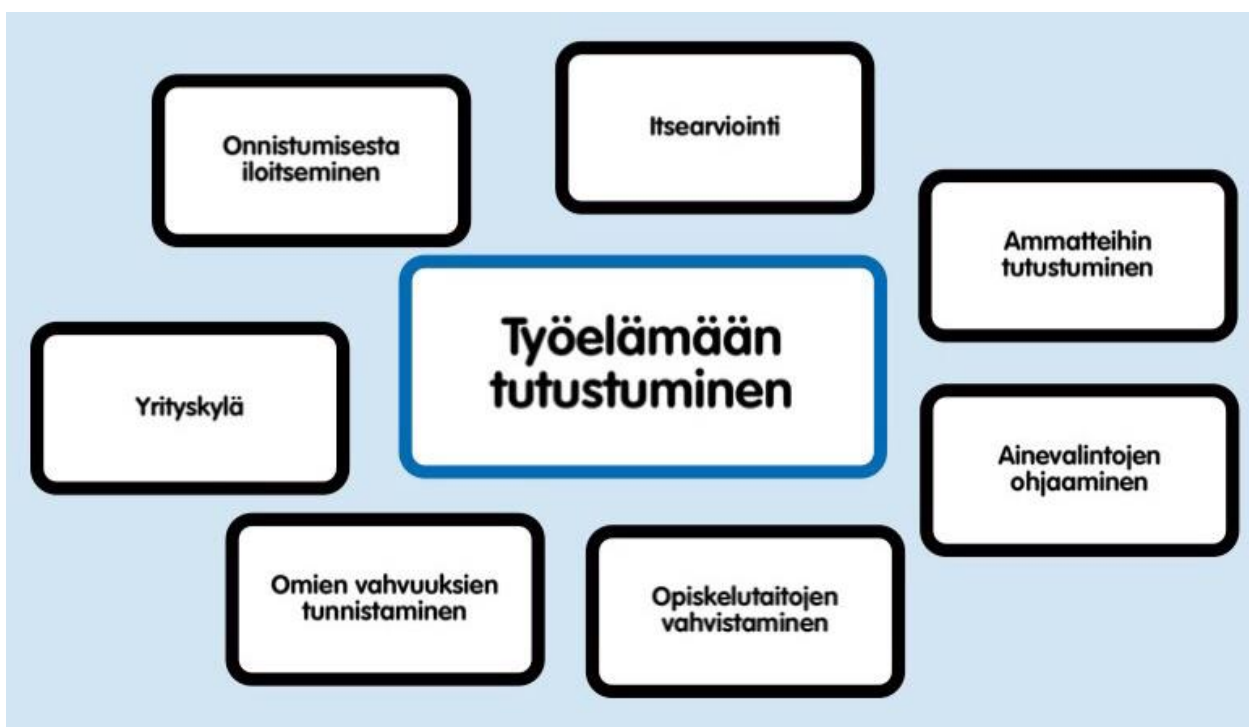 Onnistumisesta
iloitseminen
Itsearviointi
Ammatteihin
tutustuminen
Työelämään
tutustuminen
Yrityskylä
Ainevalintojen
ohjaaminen
Omien vahvuuksien
tunnistaminen
Opiskelutaitojen
vahvistaminen